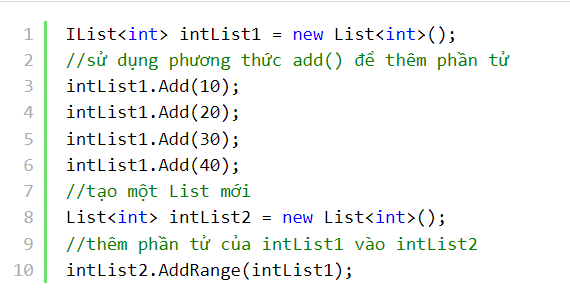 1 IList<int> intList1 = new List<int>();
2 //sử dụng phương thức add() để thêm phần tử
3 intList1.Add(10);
4 intList1.Add(20);
5 intList1.Add(30);
6 intList1.Add(40);
7 //tạo một List mới
8 List<int> intList2 = new List<int>();
9 //thêm phần tử của intList1 vào intList2
10 intList2.AddRange(intList1);